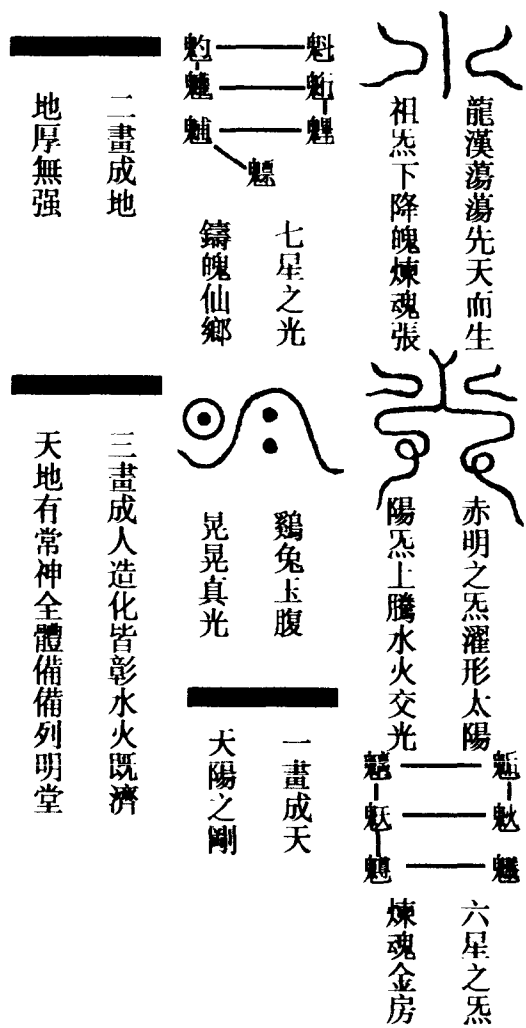 龍漢蕩蕩先天而生
祖炁下降魄煉魂張
赤明之炁濯形太陽
陽炁上騰水火交光
六星之炁
煉魂金房
魁
魡
七星之光
鑄魄仙鄉
鷄兔玉腹
晃晃真光
一畫成天
大陽之剛
二畫成地
地厚無强
三畫成人造化皆彰水火既濟
天地有常神全體備備列明堂